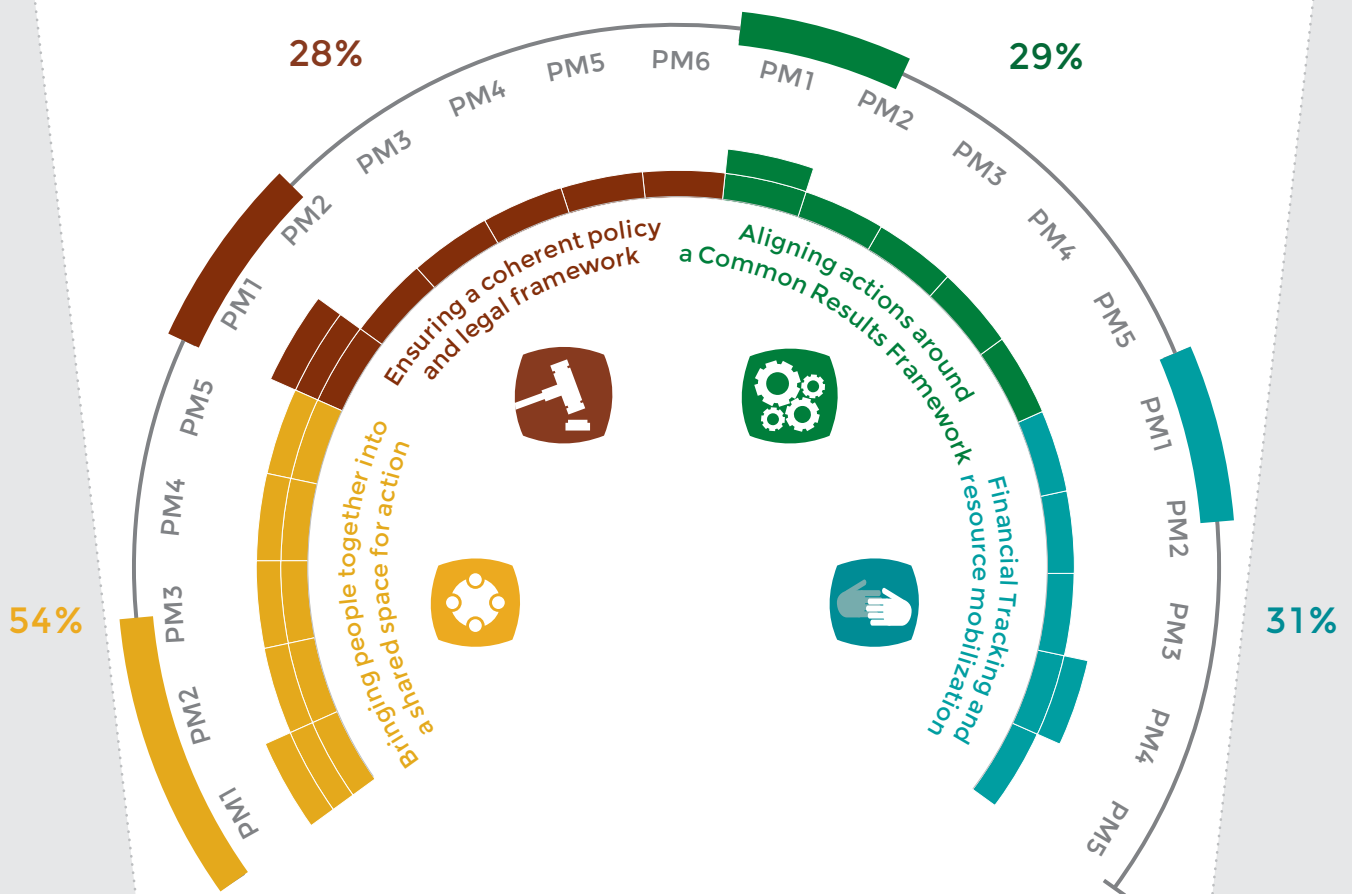 28%
29%
54%
31%
PM1
PM2
PM3
PM4
PM5
PM1
PM2
PM3
PM4
PM5
PM6
PM1
PM2
PM3
PM4
PM5
PM1
PM2
PM3
PM4
PM5
Bringing people together into
a shared space for action
Ensuring a coherent policy
and legal framework
Aligning actions around
a Common Results Framework
Financial Tracking and
resource mobilization